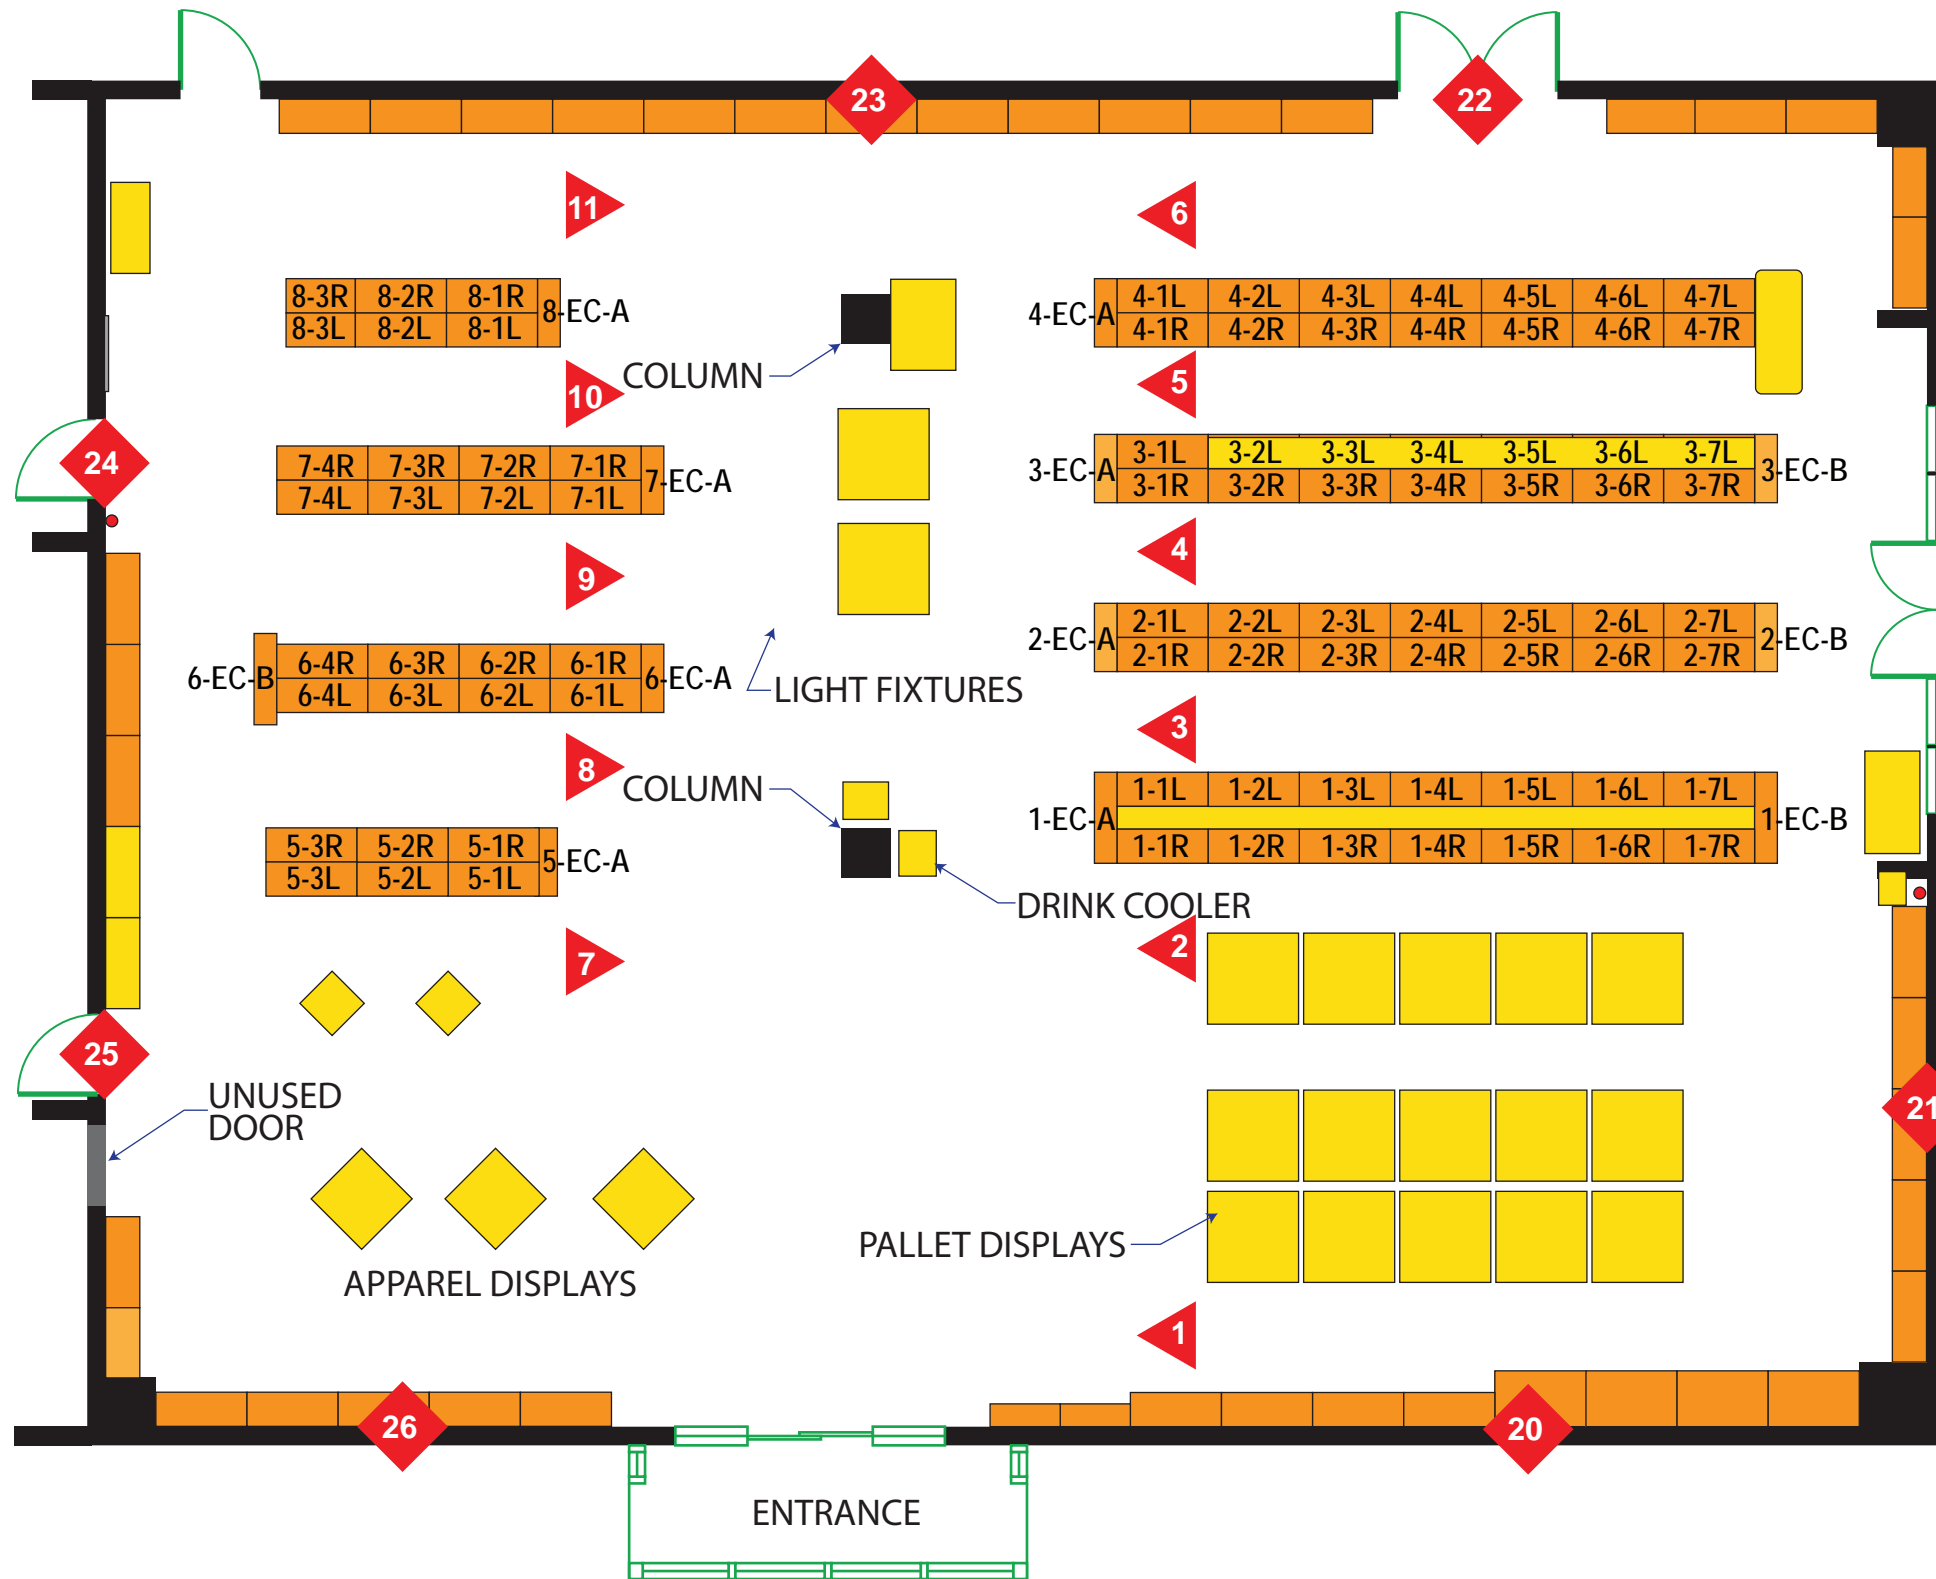 23
22
11
6
8-3R 8-2R 8-1R
8-EC-A
8-3L 8-2L 8-1L
4-EC-A
4-1L 4-2L 4-3L 4-4L 4-5L 4-6L 4-7L
4-1R 4-2R 4-3R 4-4R 4-5R 4-6R 4-7R
COLUMN
10
5
24
7-4R 7-3R 7-2R 7-1R
7-EC-A
7-4L 7-3L 7-2L 7-1L
3-EC-A
3-1L 3-2L 3-3L 3-4L 3-5L 3-6L 3-7L
3-EC-B
3-1R 3-2R 3-3R 3-4R 3-5R 3-6R 3-7R
9
4
6-EC-B
6-4R 6-3R 6-2R 6-1R
6-EC-A
6-4L 6-3L 6-2L 6-1L
2-EC-A
2-1L 2-2L 2-3L 2-4L 2-5L 2-6L 2-7L
2-EC-B
2-1R 2-2R 2-3R 2-4R 2-5R 2-6R 2-7R
LIGHT FIXTURES
3
8
COLUMN
1-EC-A
1-1L 1-2L 1-3L 1-4L 1-5L 1-6L 1-7L
1-EC-B
1-1R 1-2R 1-3R 1-4R 1-5R 1-6R 1-7R
5-3R 5-2R 5-1R
5-EC-A
5-3L 5-2L 5-1L
DRINK COOLER
7
2
25
UNUSED
DOOR
21
PALLET DISPLAYS
APPAREL DISPLAYS
1
26
20
ENTRANCE